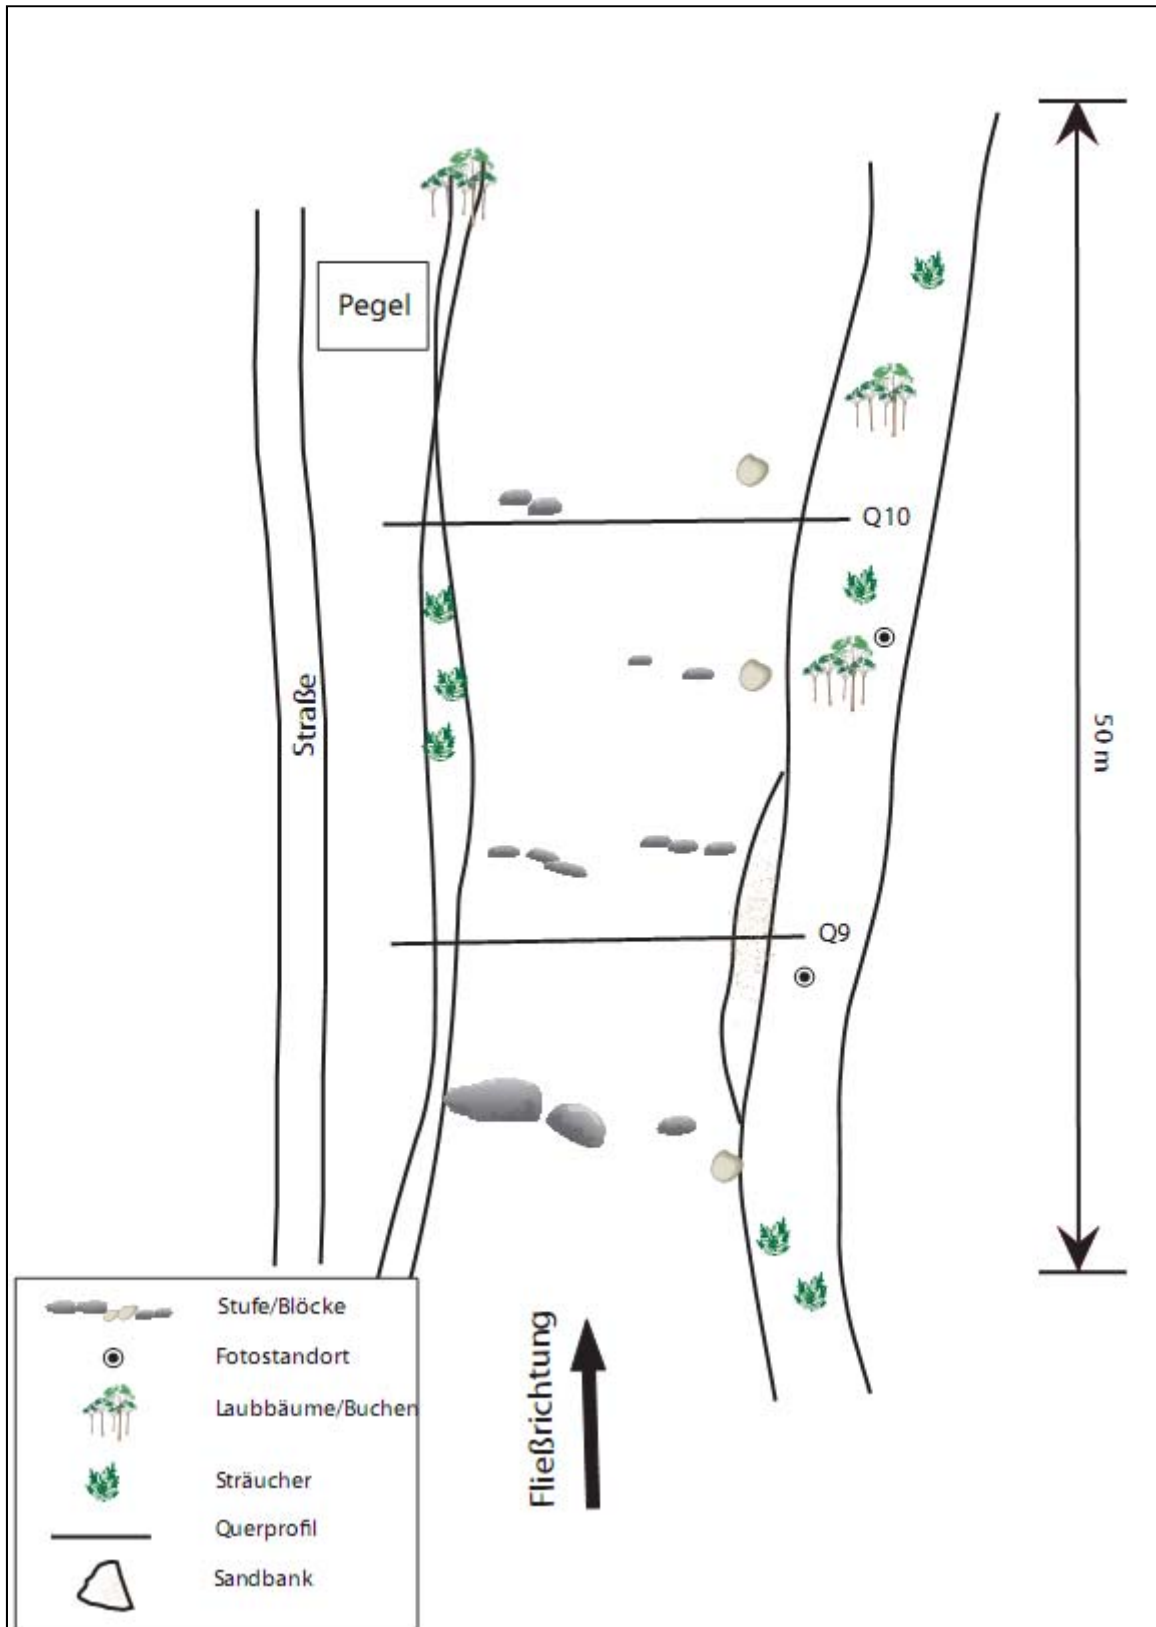 Pegel
Q10
Straße
50 m
Q9
Fließrichtung
Stufe/Blöcke
Fotostandort
Laubbäume/Buchen
Sträucher
Querprofil
Sandbank